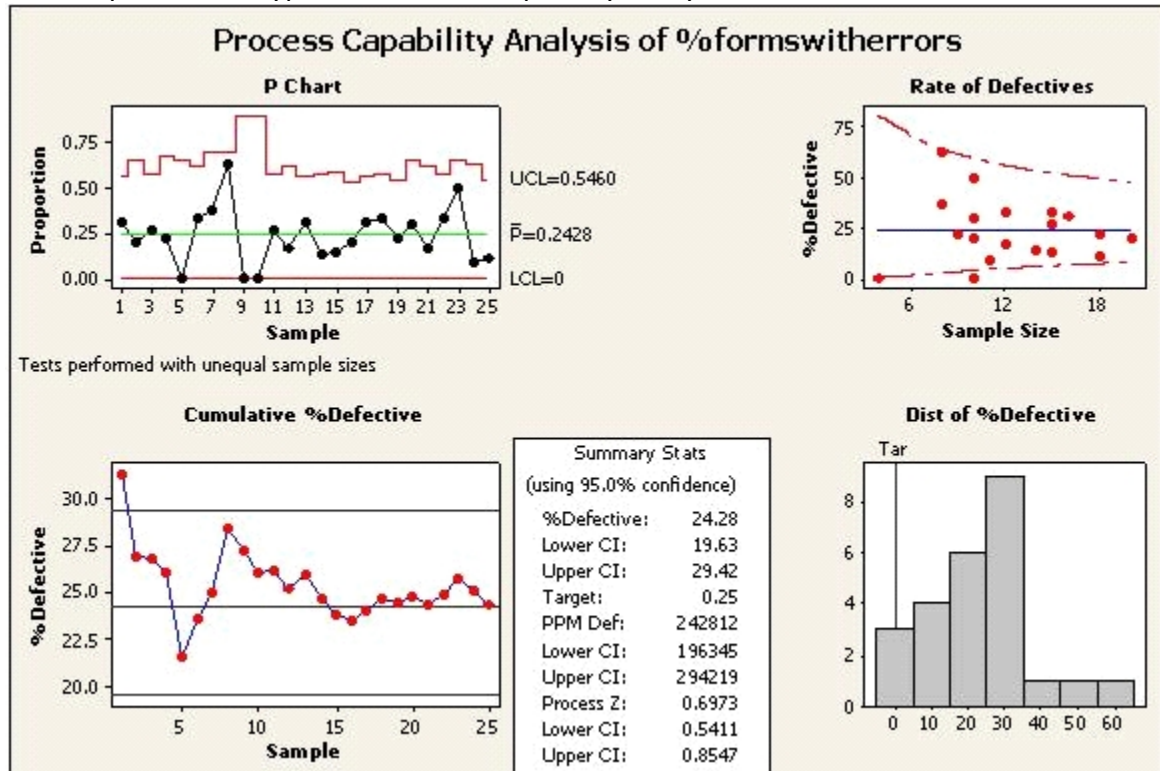 Process Capability Analysis of %formswitherrors
P Chart
Proportion
0.75
0.50
0.25
0.00
UCL=0.5460
P̄=0.2428
LCL=0
1 3 5 7 9 11 13 15 17 19 21 23 25
Sample
Tests performed with unequal sample sizes
Rate of Defectives
%Defective
75
50
25
0
6 12 18
Sample Size
Cumulative %Defective
%Defective
30.0
27.5
25.0
22.5
20.0
5 10 15 20 25
Sample
Summary Stats
(using 95.0% confidence)
%Defective: 24.28
Lower CI: 19.63
Upper CI: 29.42
Target: 0.25
PPM Def: 242812
Lower CI: 196345
Upper CI: 294219
Process Z: 0.6973
Lower CI: 0.5411
Upper CI: 0.8547
Dist of %Defective
Tar
8
6
4
2
0
0 10 20 30 40 50 60